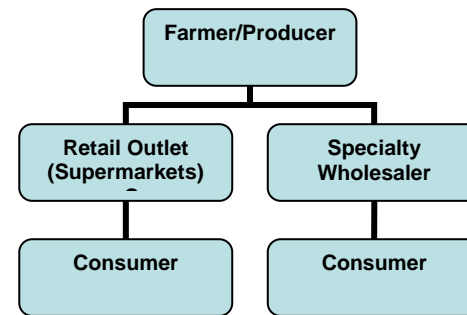 Farmer/Producer
Retail Outlet
(Supermarkets)
Specialty
Wholesaler
Consumer
Consumer